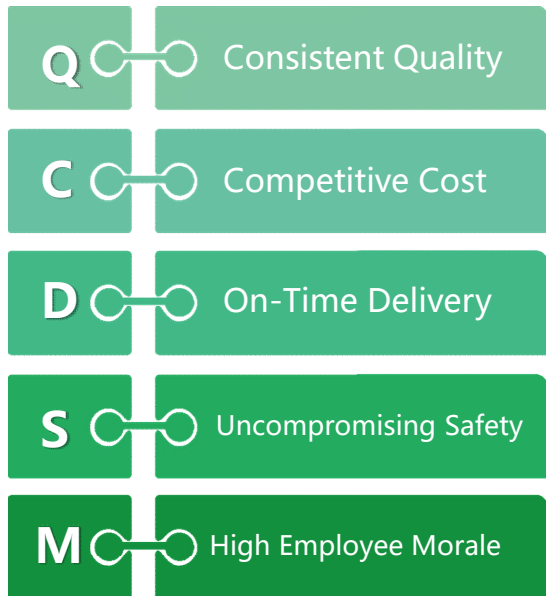 Q Consistent Quality
C Competitive Cost
D On-Time Delivery
S Uncompromising Safety
M High Employee Morale